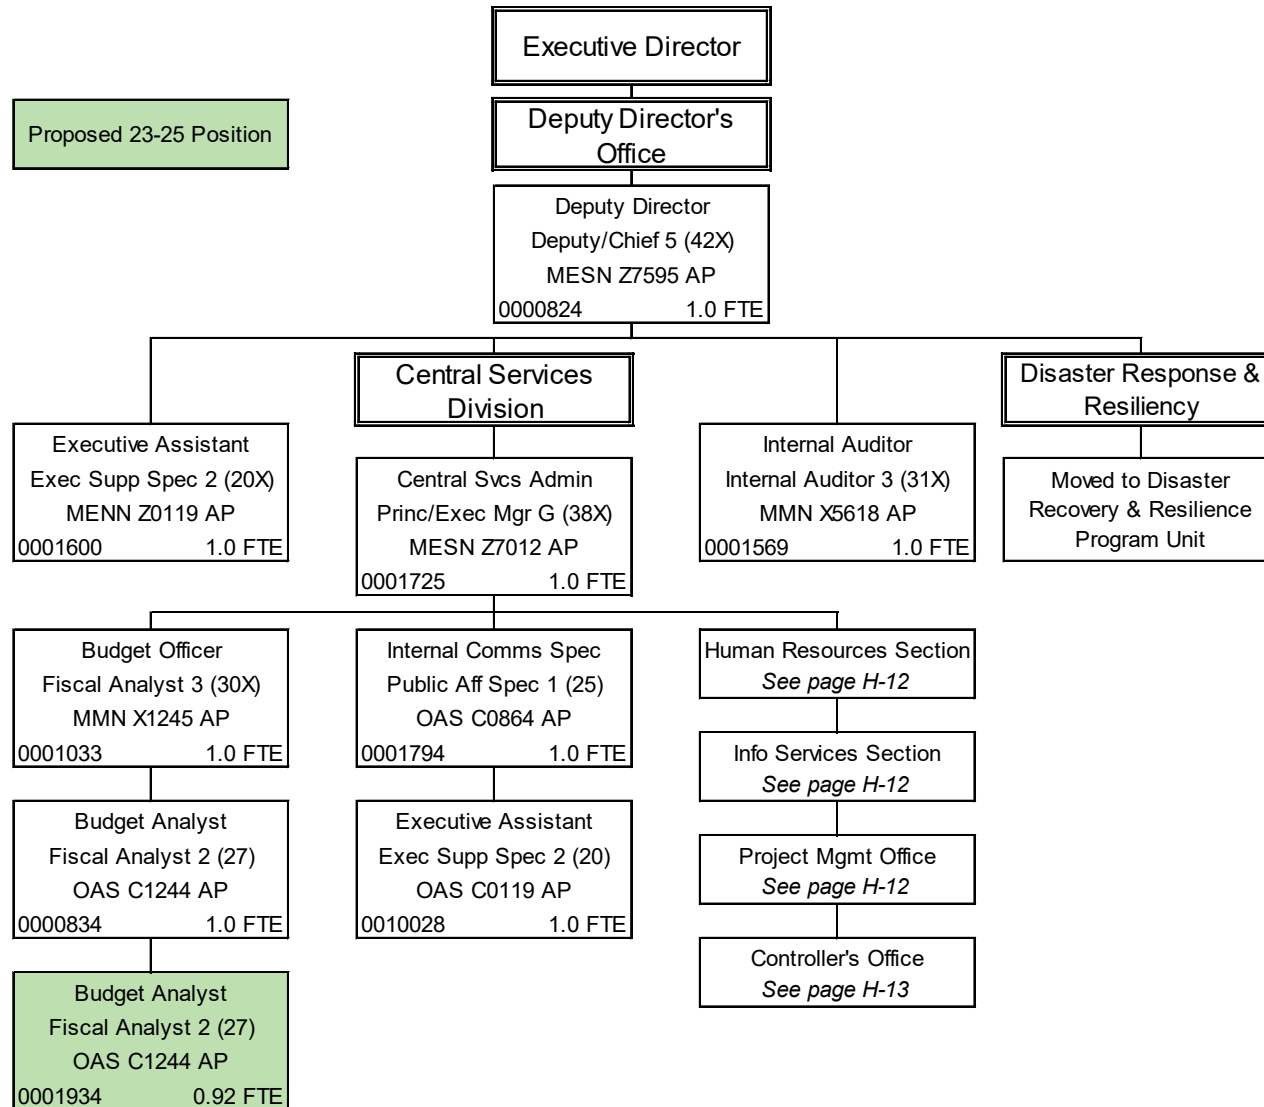 Executive Director
Proposed 23-25 Position
Deputy Director's
Office
Deputy Director
Deputy/Chief 5 (42X)
MESN Z7595 AP
0000824 1.0 FTE
Central Services
Division
Disaster Response &
Resiliency
Executive Assistant
Exec Supp Spec 2 (20X)
MENN Z0119 AP
0001600 1.0 FTE
Central Svcs Admin
Princ/Exec Mgr G (38X)
MESN Z7012 AP
0001725 1.0 FTE
Internal Auditor
Internal Auditor 3 (31X)
MMN X5618 AP
0001569 1.0 FTE
Moved to Disaster
Recovery & Resilience
Program Unit
Budget Officer
Fiscal Analyst 3 (30X)
MMN X1245 AP
0001033 1.0 FTE
Internal Comms Spec
Public Aff Spec 1 (25)
OAS C0864 AP
0001794 1.0 FTE
Human Resources Section
See page H-12
Info Services Section
See page H-12
Budget Analyst
Fiscal Analyst 2 (27)
OAS C1244 AP
0000834 1.0 FTE
Executive Assistant
Exec Supp Spec 2 (20)
OAS C0119 AP
0010028 1.0 FTE
Project Mgmt Office
See page H-12
Controller's Office
See page H-13
Budget Analyst
Fiscal Analyst 2 (27)
OAS C1244 AP
0001934 0.92 FTE